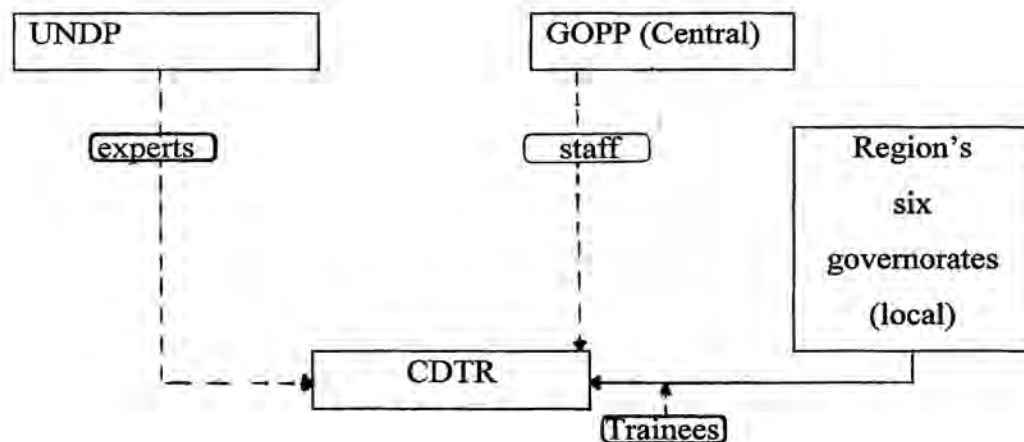 UNDP
GOPP (Central)
experts
staff
Region's
six
governorates
(local)
CDTR
Trainees